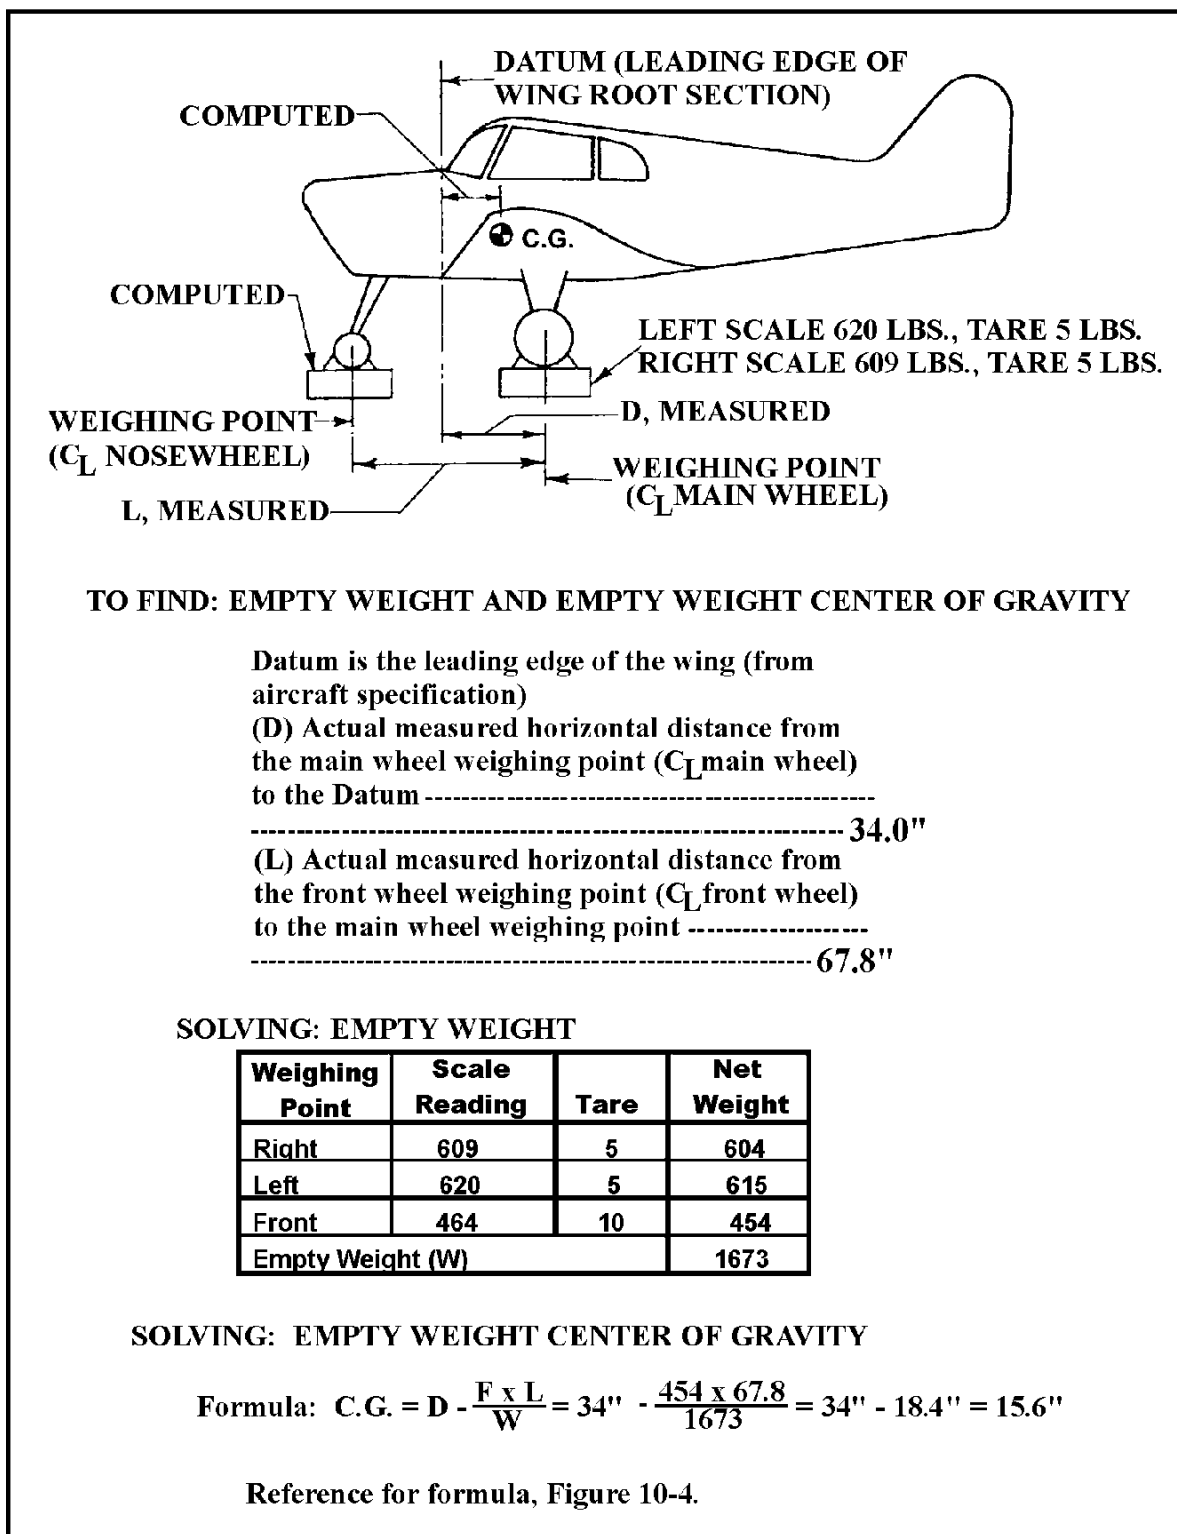 DATUM (LEADING EDGE OF
WING ROOT SECTION)
COMPUTED
C.G.
COMPUTED
LEFT SCALE 620 LBS., TARE 5 LBS.
RIGHT SCALE 609 LBS., TARE 5 LBS.
D, MEASURED
WEIGHING POINT
(CL NOSEWHEEL)
WEIGHING POINT
(CL MAIN WHEEL)
L, MEASURED
TO FIND: EMPTY WEIGHT AND EMPTY WEIGHT CENTER OF GRAVITY
Datum is the leading edge of the wing (from
aircraft specification)
(D) Actual measured horizontal distance from
the main wheel weighing point (CL main wheel)
to the Datum ------------------------------------------------
---------------------------------------------------------------- 34.0"
(L) Actual measured horizontal distance from
the front wheel weighing point (CL front wheel)
to the main wheel weighing point --------------------
------------------------------------------------------------- 67.8"
SOLVING: EMPTY WEIGHT
Weighing Point Scale Reading Tare Net Weight
Right 609 5 604
Left 620 5 615
Front 464 10 454
Empty Weight (W) 1673
SOLVING: EMPTY WEIGHT CENTER OF GRAVITY
Formula: C.G. = D - F x L / W = 34" - 454 x 67.8 / 1673 = 34" - 18.4" = 15.6"
Reference for formula, Figure 10-4.